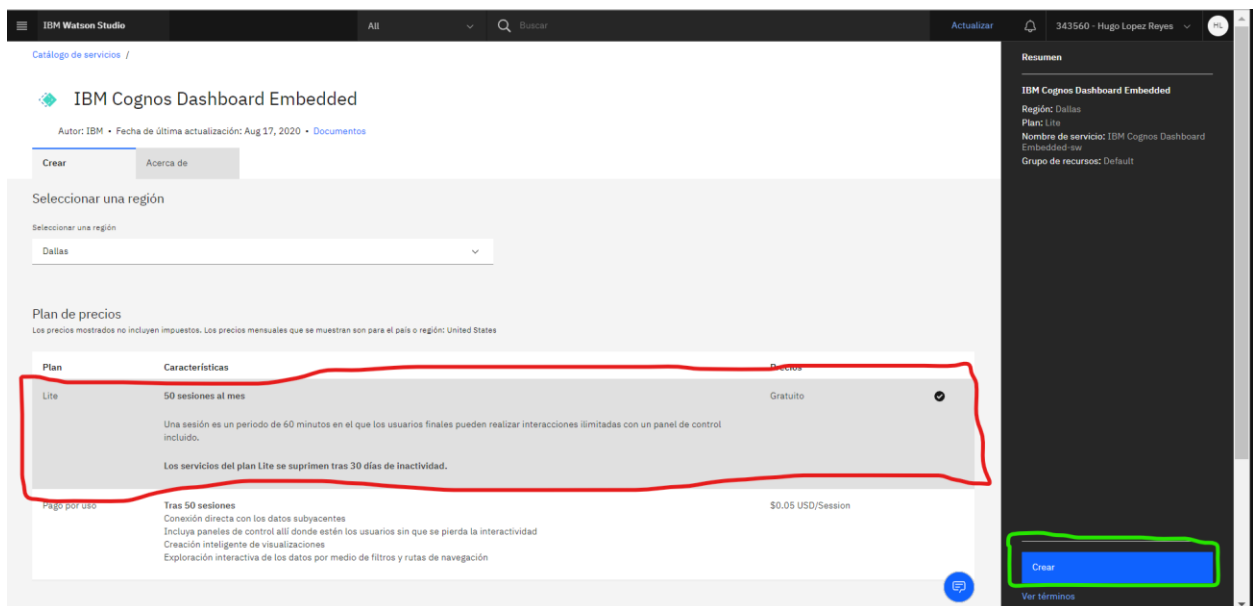 IBM Watson Studio
All
Buscar
Actualizar
343560 - Hugo Lopez Reyes
HL
Catálogo de servicios /
IBM Cognos Dashboard Embedded
Autor: IBM • Fecha de última actualización: Aug 17, 2020 • Documentos
Crear
Acerca de
Seleccionar una región
Seleccionar una región
Dallas
Plan de precios
Los precios mostrados no incluyen impuestos. Los precios mensuales que se muestran son para el país o región: United States
Plan
Características
Precios
Lite
50 sesiones al mes
Gratuito
Una sesión es un periodo de 60 minutos en el que los usuarios finales pueden realizar interacciones ilimitadas con un panel de control
incluido.
Los servicios del plan Lite se suprimen tras 30 días de inactividad.
Pago por uso
Tras 50 sesiones
$0.05 USD/Session
Conexión directa con los datos subyacentes
Incluya paneles de control allí donde estén los usuarios sin que se pierda la interactividad
Creación inteligente de visualizaciones
Exploración interactiva de los datos por medio de filtros y rutas de navegación
Resumen
IBM Cognos Dashboard Embedded
Región: Dallas
Plan: Lite
Nombre de servicio: IBM Cognos Dashboard
Embedded-sw
Grupo de recursos: Default
Crear
Ver términos